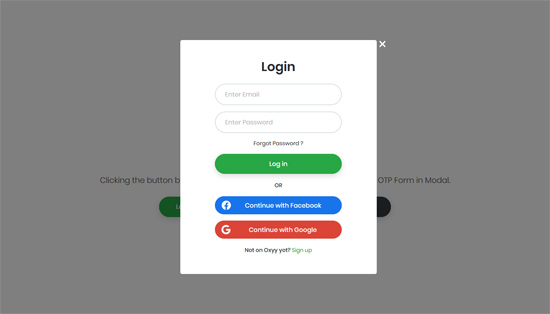 Login
Enter Email
Enter Password
Forgot Password ?
Log in
OR
Continue with Facebook
Continue with Google
Not on Oxyy yet? Sign up
Clicking the button OTP Form in Modal.